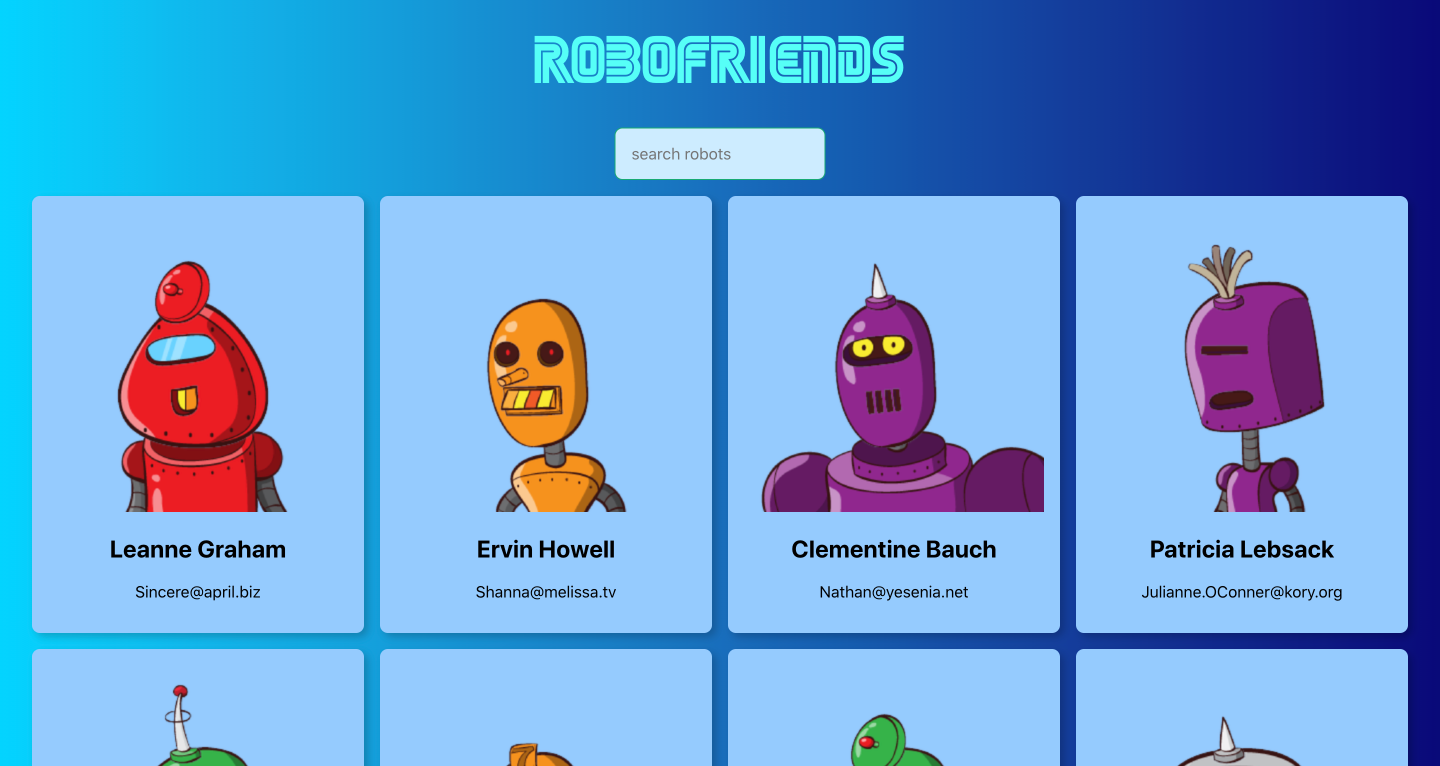 ROBOFRIENDS
search robots
Leanne Graham
Ervin Howell
Clementine Bauch
Patricia Lebsack
Sincere@april.biz
Shanna@melissa.tv
Nathan@yesenia.net
Julianne.OConner@kory.org